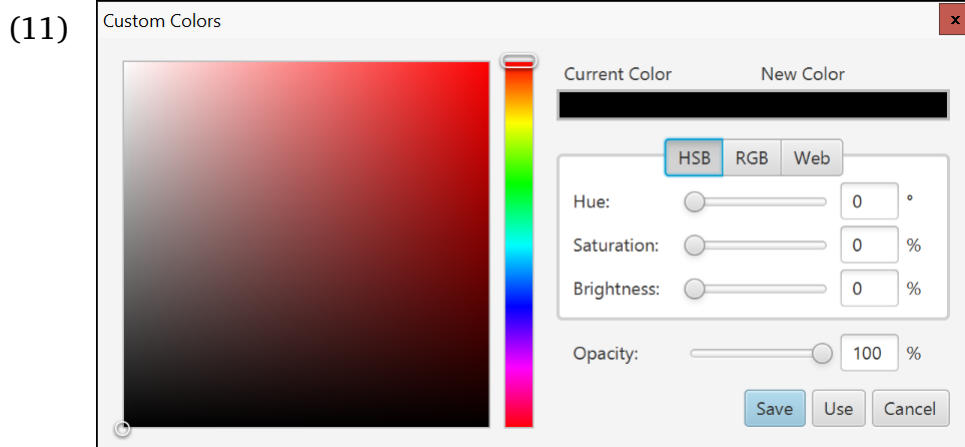 (11)
Custom Colors
x
Current Color New Color
HSB RGB Web
Hue: 0 °
Saturation: 0 %
Brightness: 0 %
Opacity: 100 %
Save Use Cancel